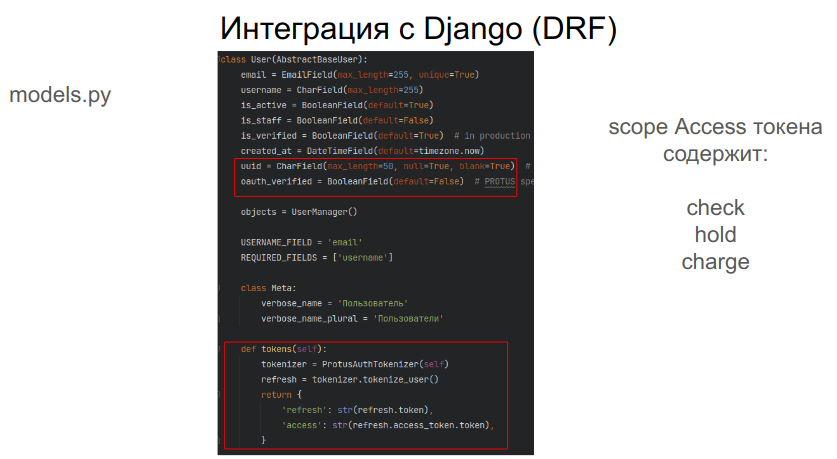 Интеграция с Django (DRF)
models.py
class User(AbstractBaseUser):
    email = EmailField(max_length=255, unique=True)
    username = CharField(max_length=255)
    is_active = BooleanField(default=True)
    is_staff = BooleanField(default=False)
    is_verified = BooleanField(default=True)  # in production
    created_at = DateTimeField(default=timezone.now)
    uuid = CharField(max_length=50, null=True, blank=True)  #
    oauth_verified = BooleanField(default=False)  # PROTUS spe
    objects = UserManager()
    USERNAME_FIELD = 'email'
    REQUIRED_FIELDS = ['username']
    class Meta:
        verbose_name = 'Пользователь'
        verbose_name_plural = 'Пользователи'
    def tokens(self):
        tokenizer = ProtusAuthTokenizer(self)
        refresh = tokenizer.tokenize_user()
        return {
            'refresh': str(refresh.token),
            'access': str(refresh.access_token.token),
        }
scope Access токена
содержит:
check
hold
charge